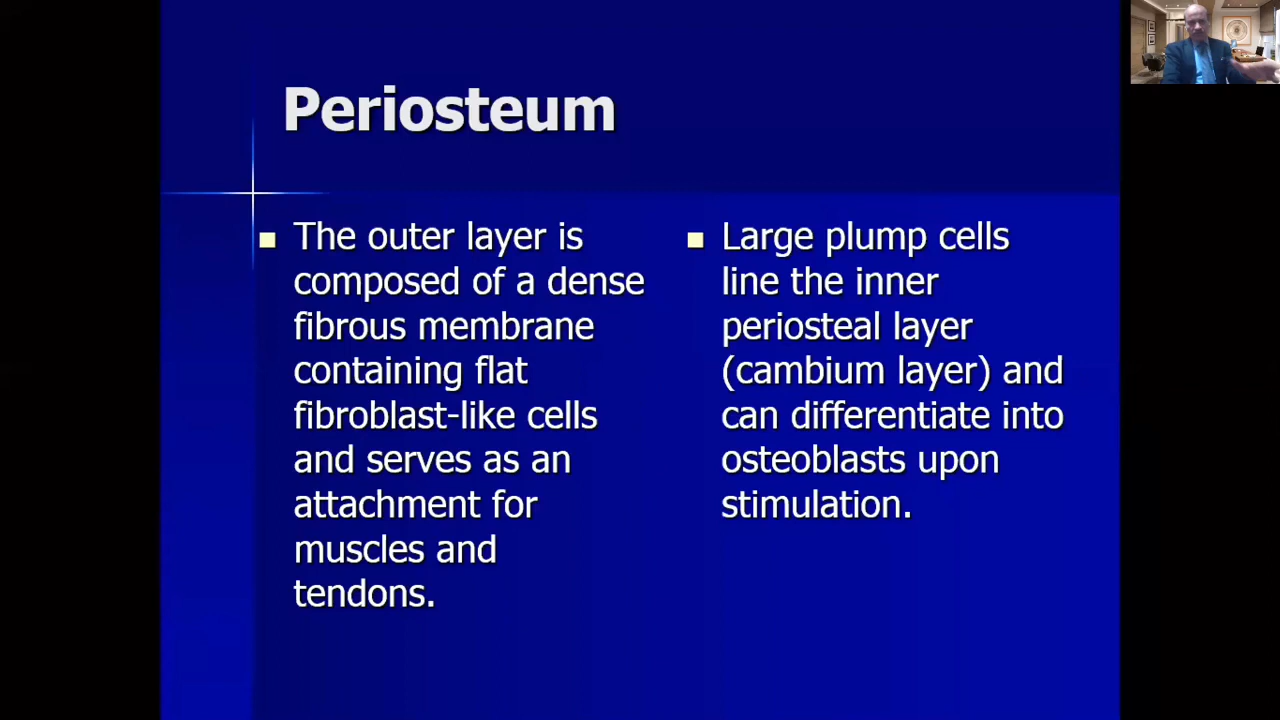 Periosteum
The outer layer is
composed of a dense
fibrous membrane
containing flat
fibroblast-like cells
and serves as an
attachment for
muscles and
tendons.
Large plump cells
line the inner
periosteal layer
(cambium layer) and
can differentiate into
osteoblasts upon
stimulation.